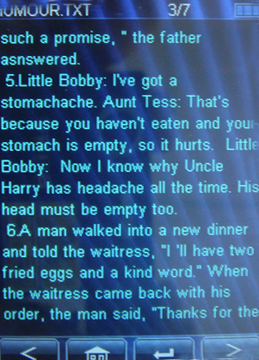 HUMOUR.TXT 3/7
such a promise, " the father
asnswered.
5.Little Bobby: I've got a
stomachache. Aunt Tess: That's
because you haven't eaten and your
stomach is empty, so it hurts. Little
Bobby: Now I know why Uncle
Harry has headache all the time. His
head must be empty too.
6.A man walked into a new dinner
and told the waitress, "I 'll have two
fried eggs and a kind word." When
the waitress came back with his
order, the man said, "Thanks for the